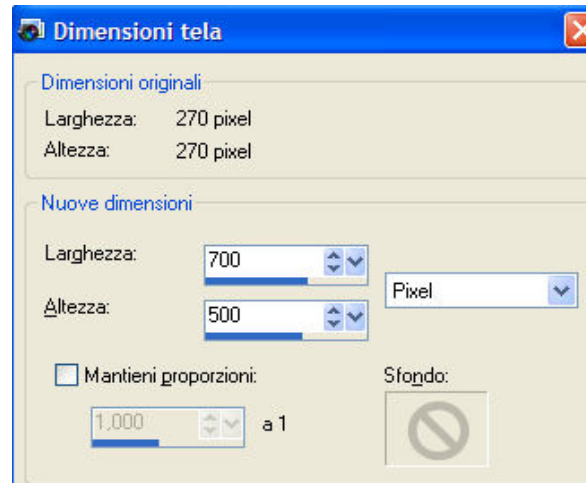 Dimensioni tela
Dimensioni originali
Larghezza: 270 pixel
Altezza: 270 pixel
Nuove dimensioni
Larghezza: 700
Pixel
Altezza: 500
Mantieni proporzioni:
Sfondo:
1,000 a 1